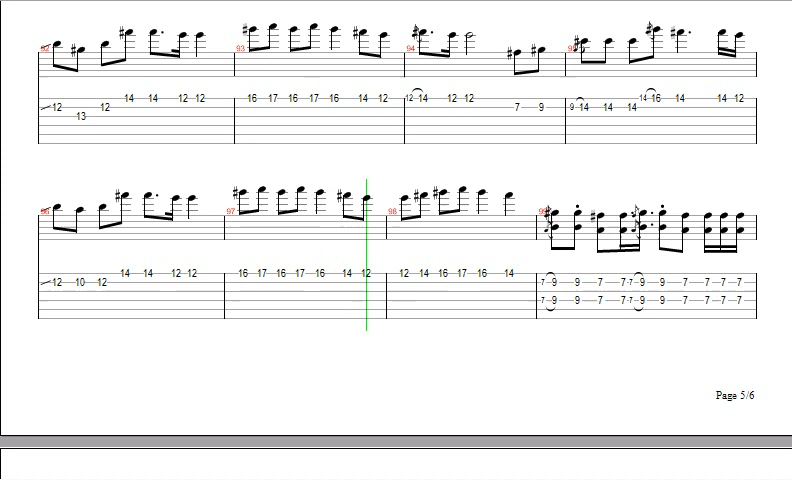 92 93 94 95
14 14 12 12 16 17 16 17 16 14 12 12 14 12 12 14 16 14 14 12
12 12 7 9 9 14 14 14
13
96 97 98 99
14 14 12 12 16 17 16 17 16 14 12 12 14 16 17 16 14
12 10 12 7 9 9 7 7 7 9 9 7 7 7 7
7 9 9 7 7 7 9 9 7 7 7 7
Page 5/6